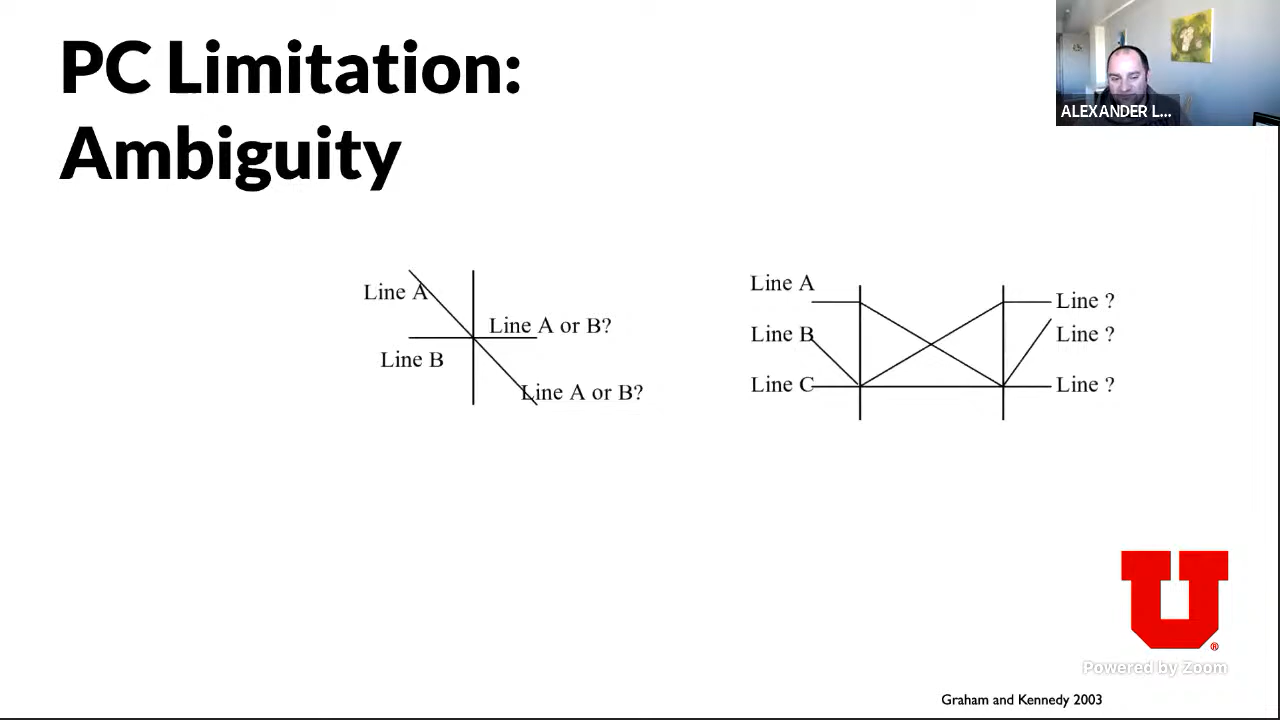 PC Limitation:
Ambiguity
ALEXANDER L...
Line A
Line A or B?
Line B
Line A or B?
Line A
Line B
Line C
Line ?
Line ?
Line ?
U
®
Powered by Zoom
Graham and Kennedy 2003